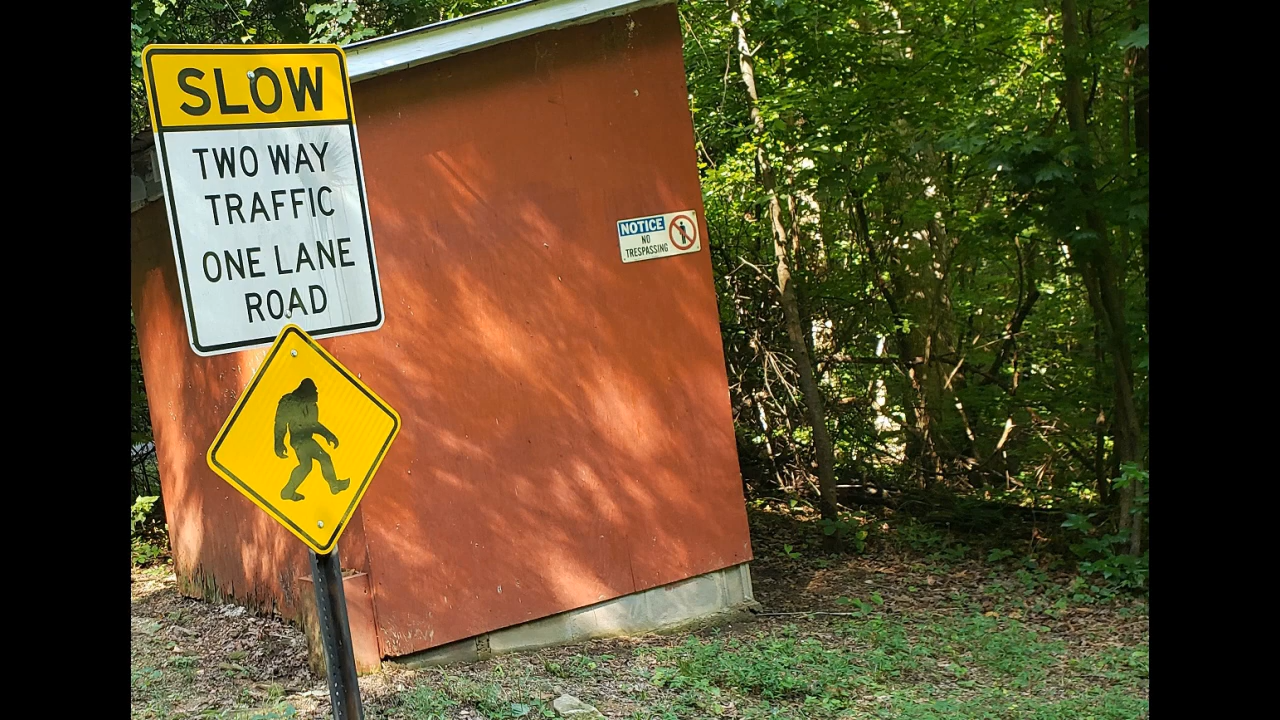 SLOW
TWO WAY
TRAFFIC
ONE LANE
ROAD
NOTICE
NO
TRESPASSING